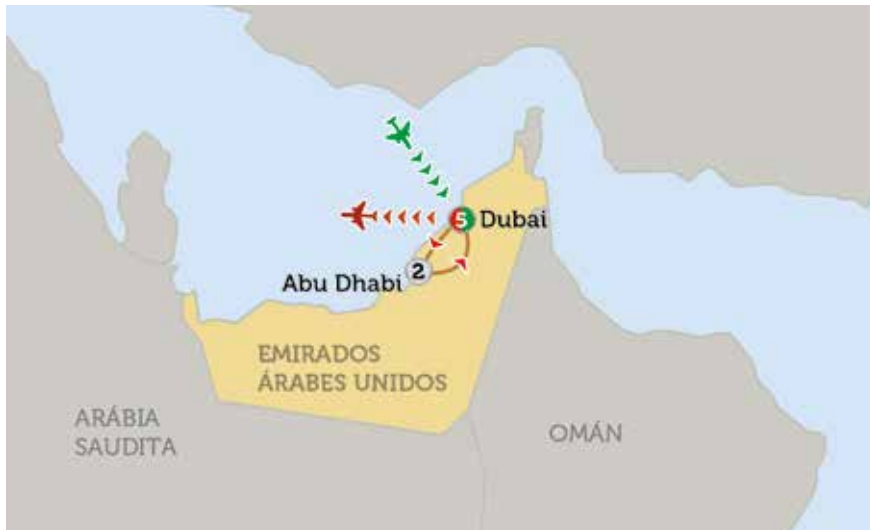 5 Dubai
Abu Dhabi 2
EMIRADOS
ÁRABES UNIDOS
ARÁBIA
SAUDITA
OMÁN